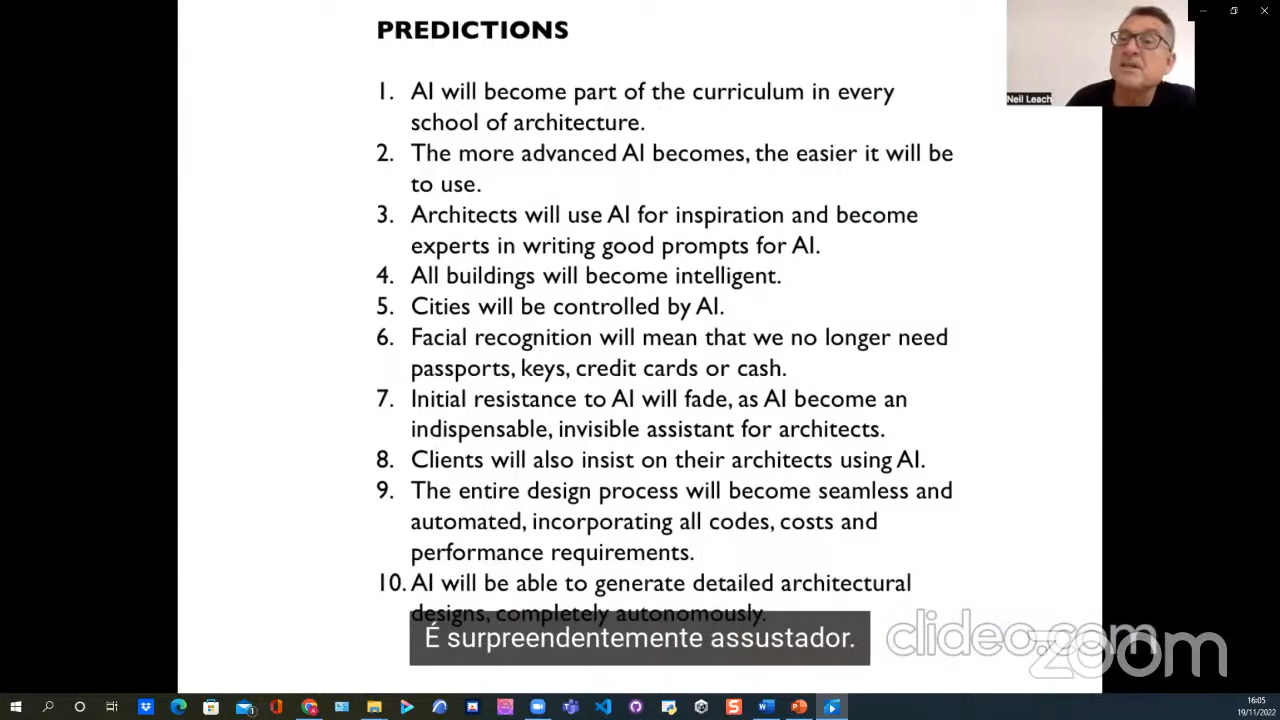 PREDICTIONS
1. AI will become part of the curriculum in every
school of architecture.
2. The more advanced AI becomes, the easier it will be
to use.
3. Architects will use AI for inspiration and become
experts in writing good prompts for AI.
4. All buildings will become intelligent.
5. Cities will be controlled by AI.
6. Facial recognition will mean that we no longer need
passports, keys, credit cards or cash.
7. Initial resistance to AI will fade, as AI become an
indispensable, invisible assistant for architects.
8. Clients will also insist on their architects using AI.
9. The entire design process will become seamless and
automated, incorporating all codes, costs and
performance requirements.
10. AI will be able to generate detailed architectural
designs, completely autonomously.
É surpreendentemente assustador.
Neil Leach
clideo.com
zoom
16:05
19/11/2022